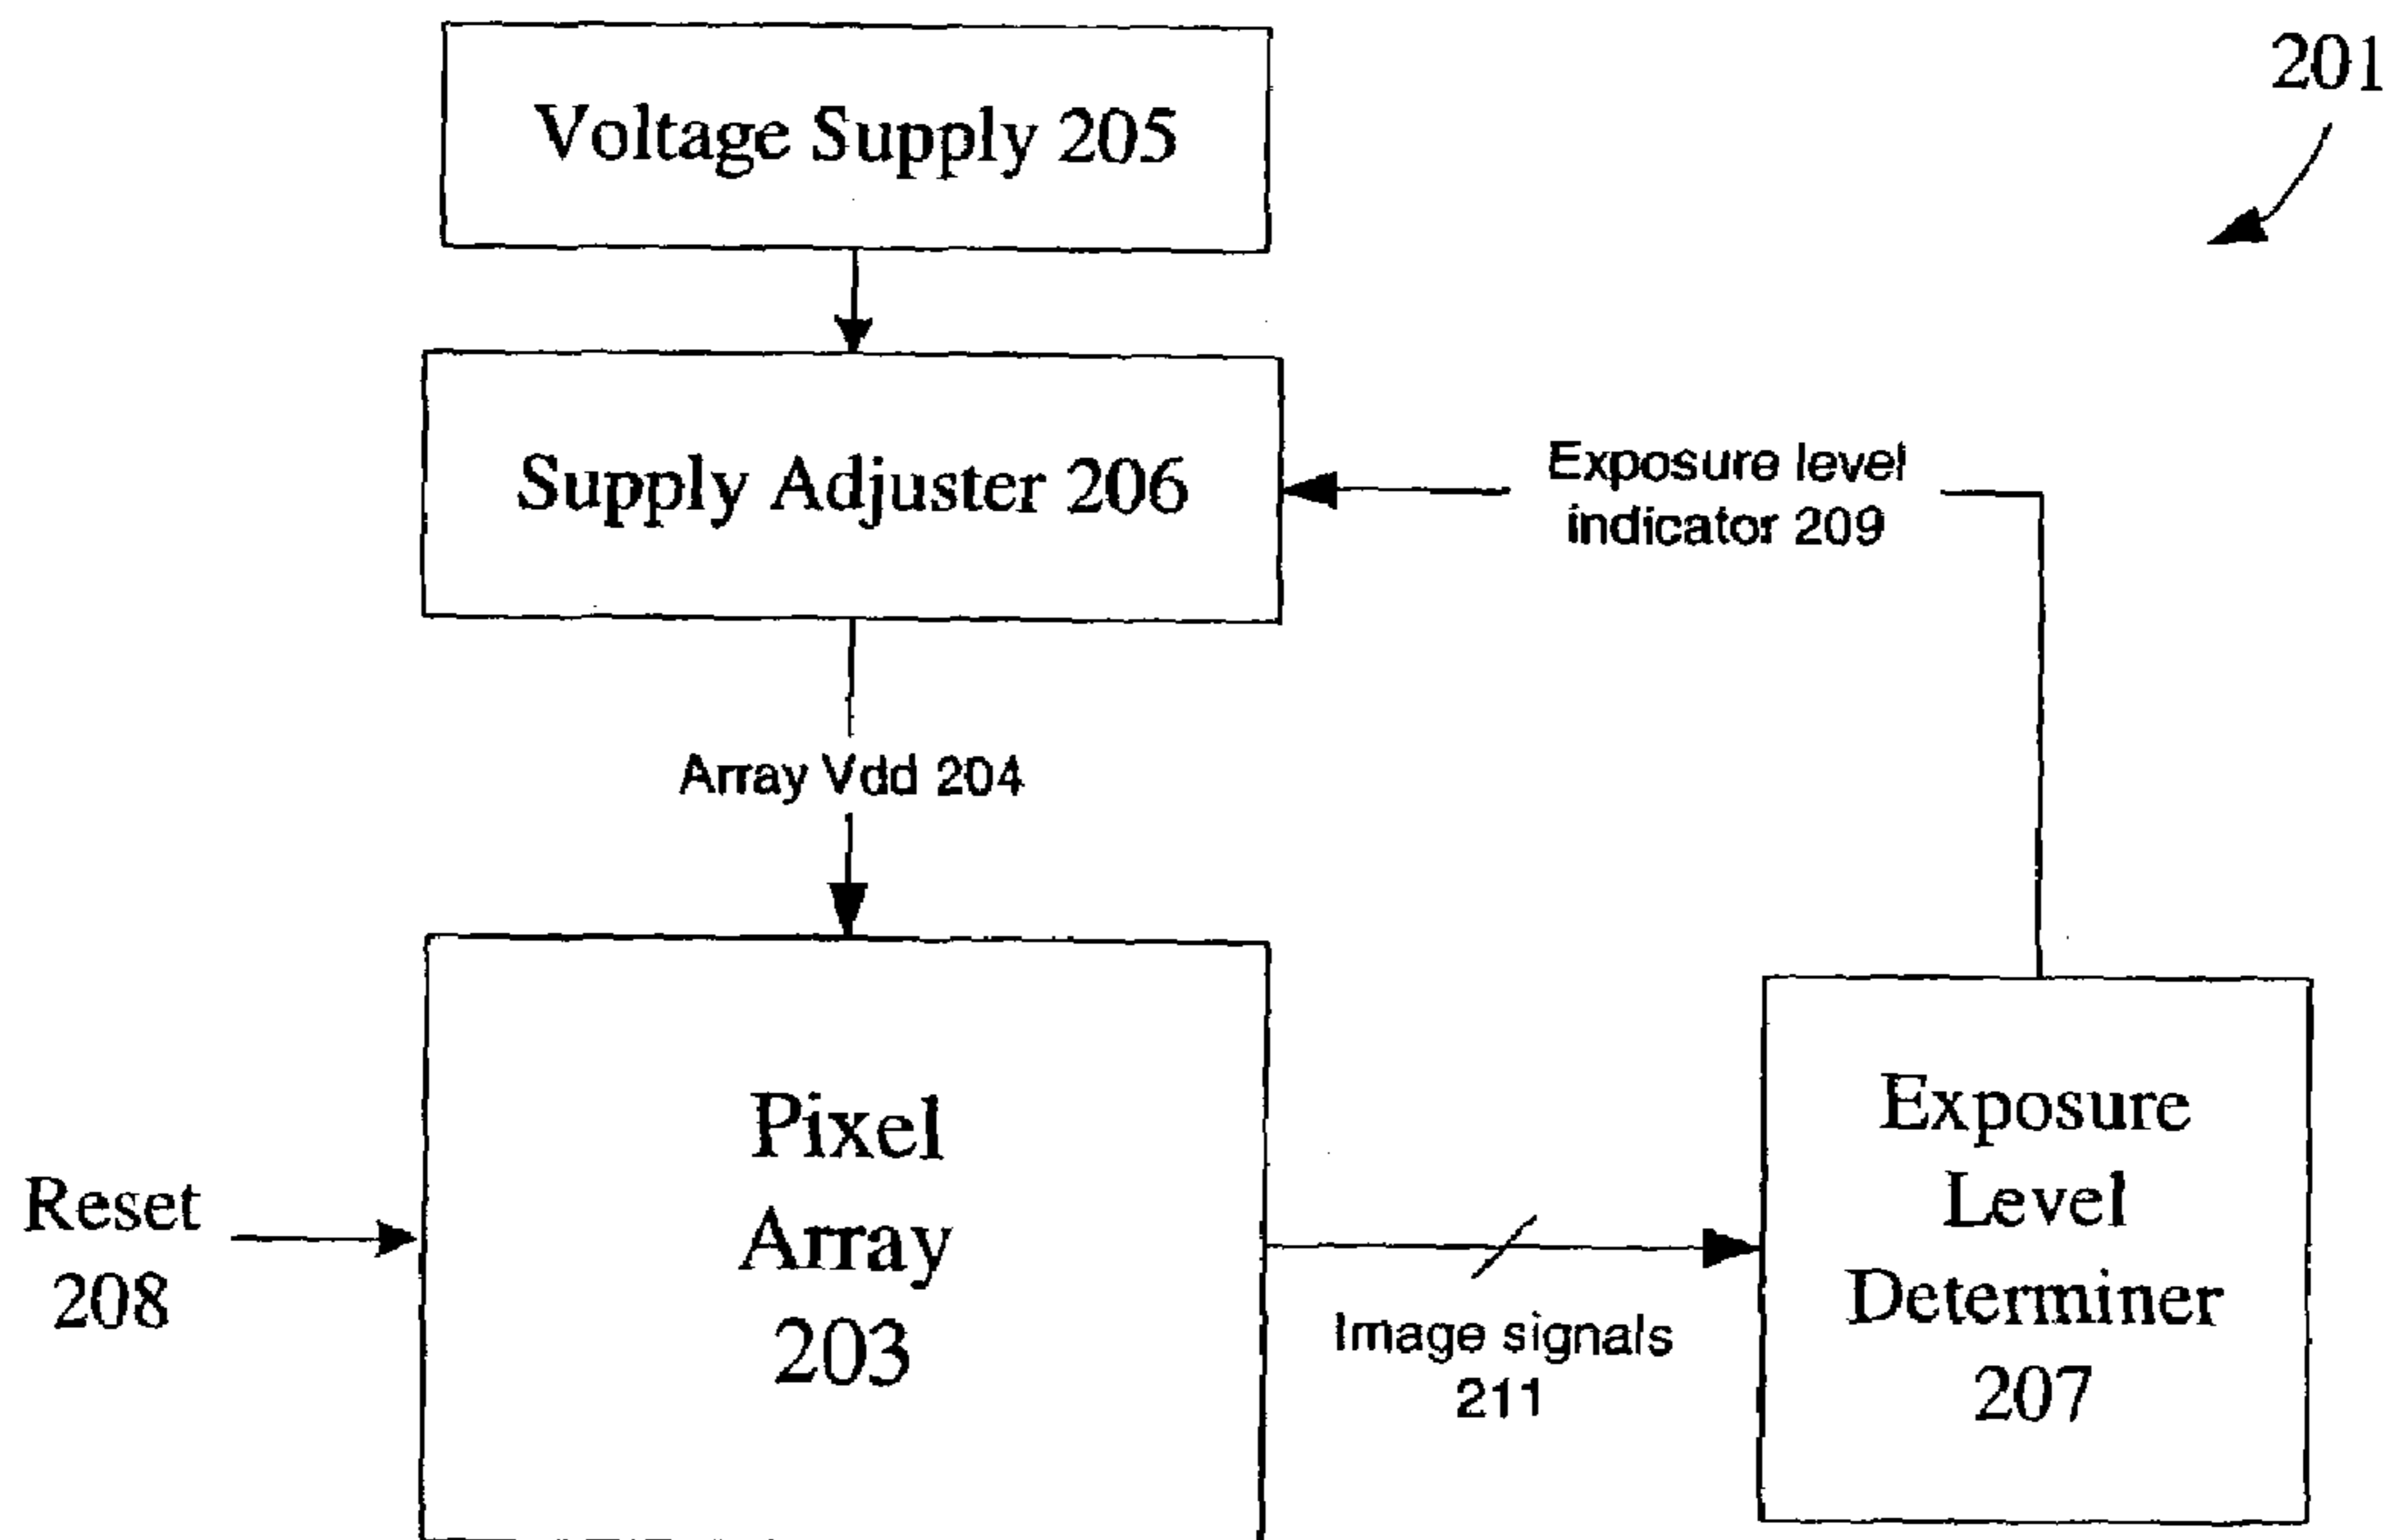 Voltage Supply 205
201
Supply Adjuster 206
Exposure level
indicator 209
Array Vdd 204
Pixel
Array
203
Reset
208
Image signals
211
Exposure
Level
Determiner
207